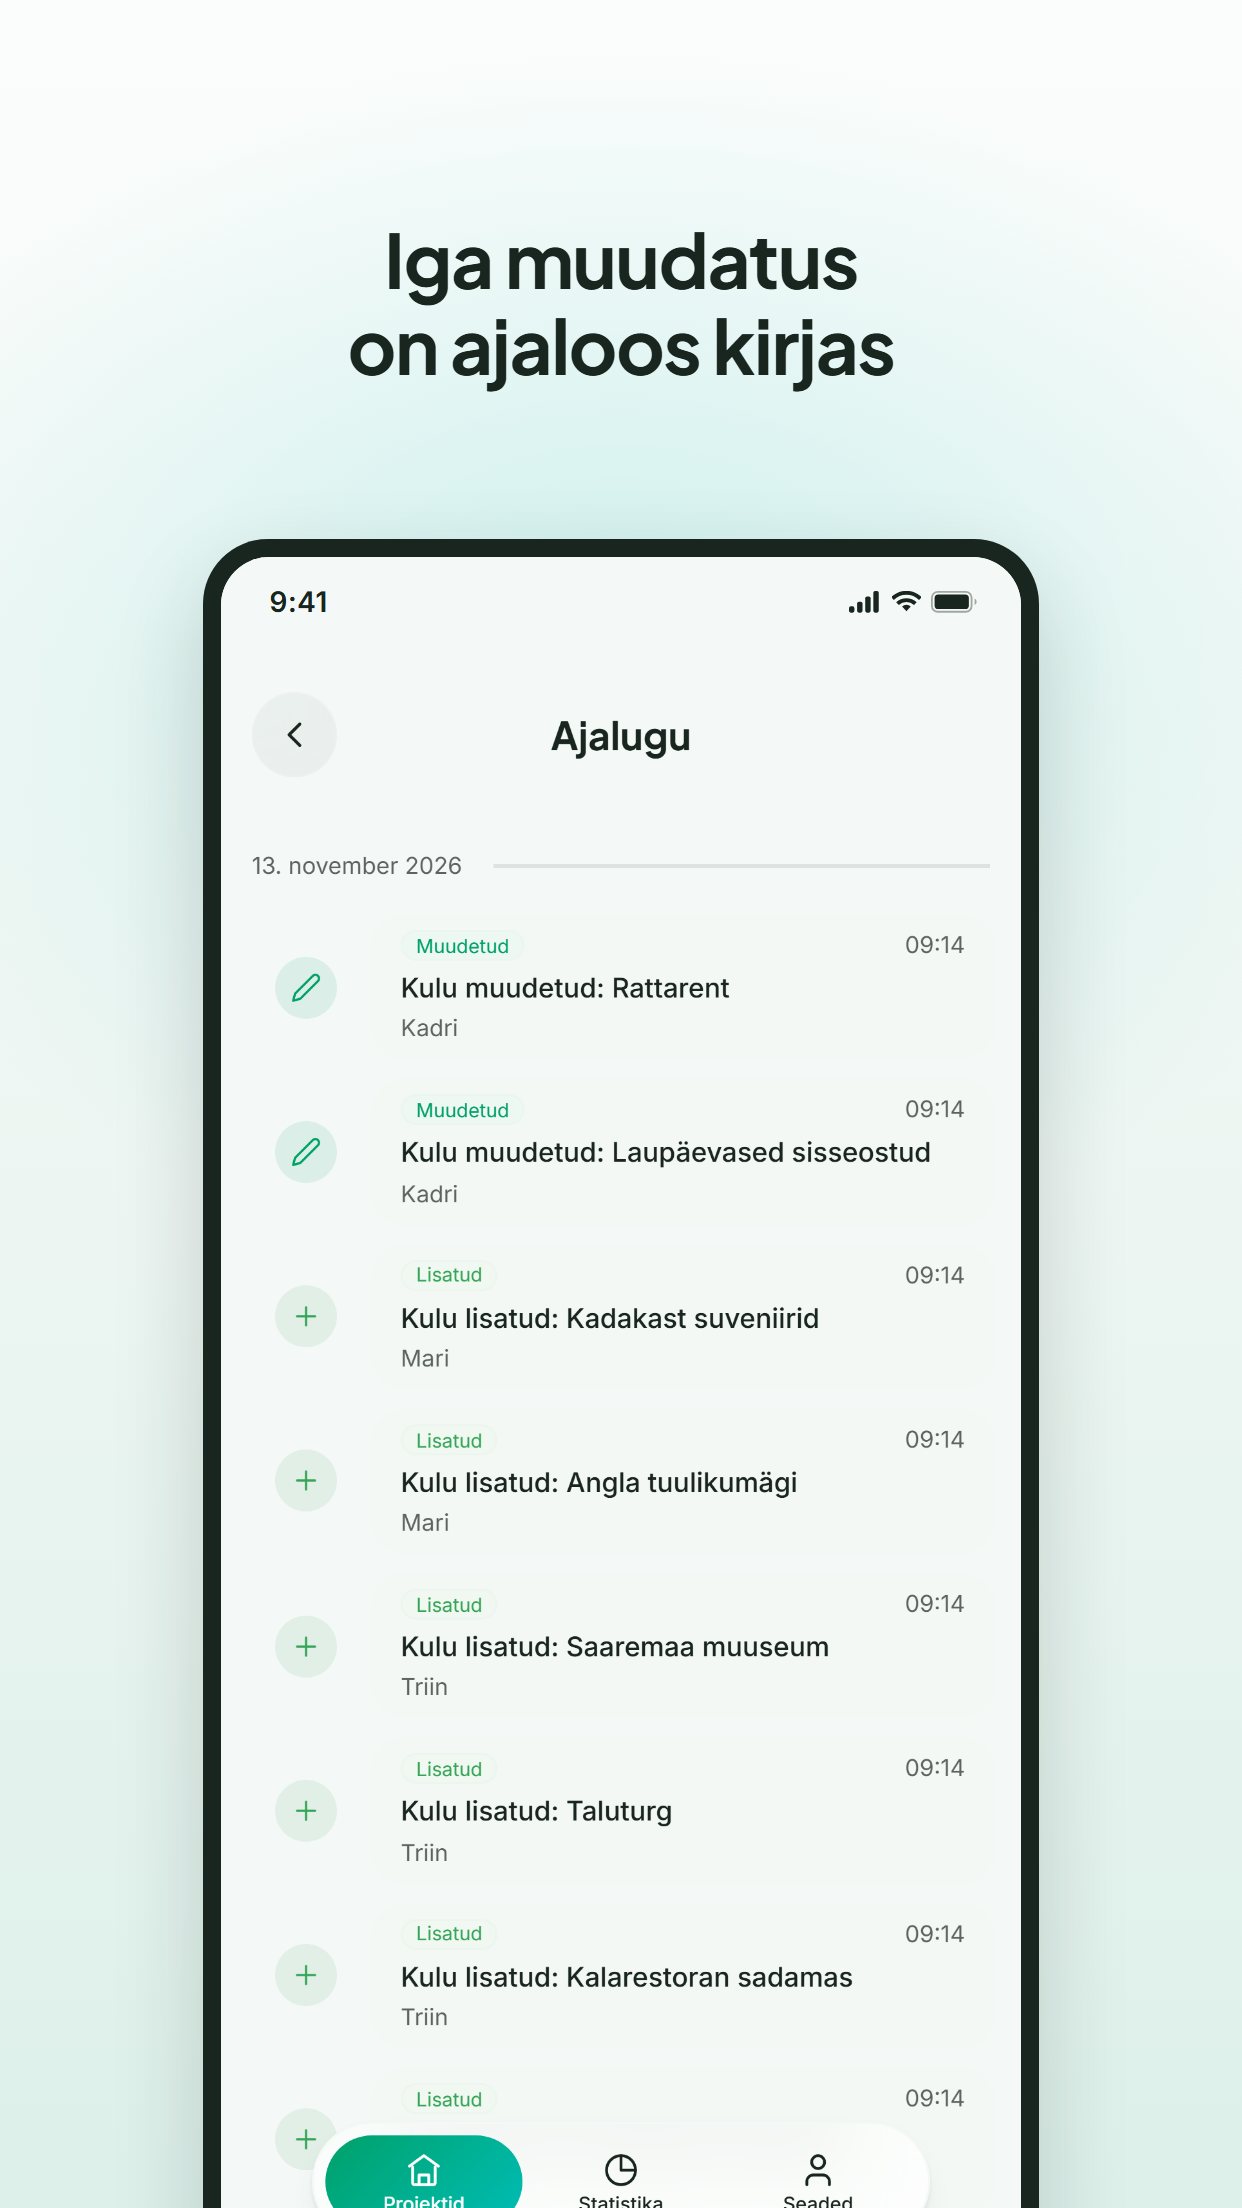 Iga muudatus
on ajaloos kirjas
9:41
Ajalugu
13. november 2026
Muudetud
09:14
Kulu muudetud: Rattarent
Kadri
Muudetud
09:14
Kulu muudetud: Laupäevased sisseostud
Kadri
Lisatud
09:14
Kulu lisatud: Kadakast suveniirid
Mari
Lisatud
09:14
Kulu lisatud: Angla tuulikumägi
Mari
Lisatud
09:14
Kulu lisatud: Saaremaa muuseum
Triin
Lisatud
09:14
Kulu lisatud: Taluturg
Triin
Lisatud
09:14
Kulu lisatud: Kalarestoran sadamas
Triin
Lisatud
09:14
Projektid
Statistika
Seaded